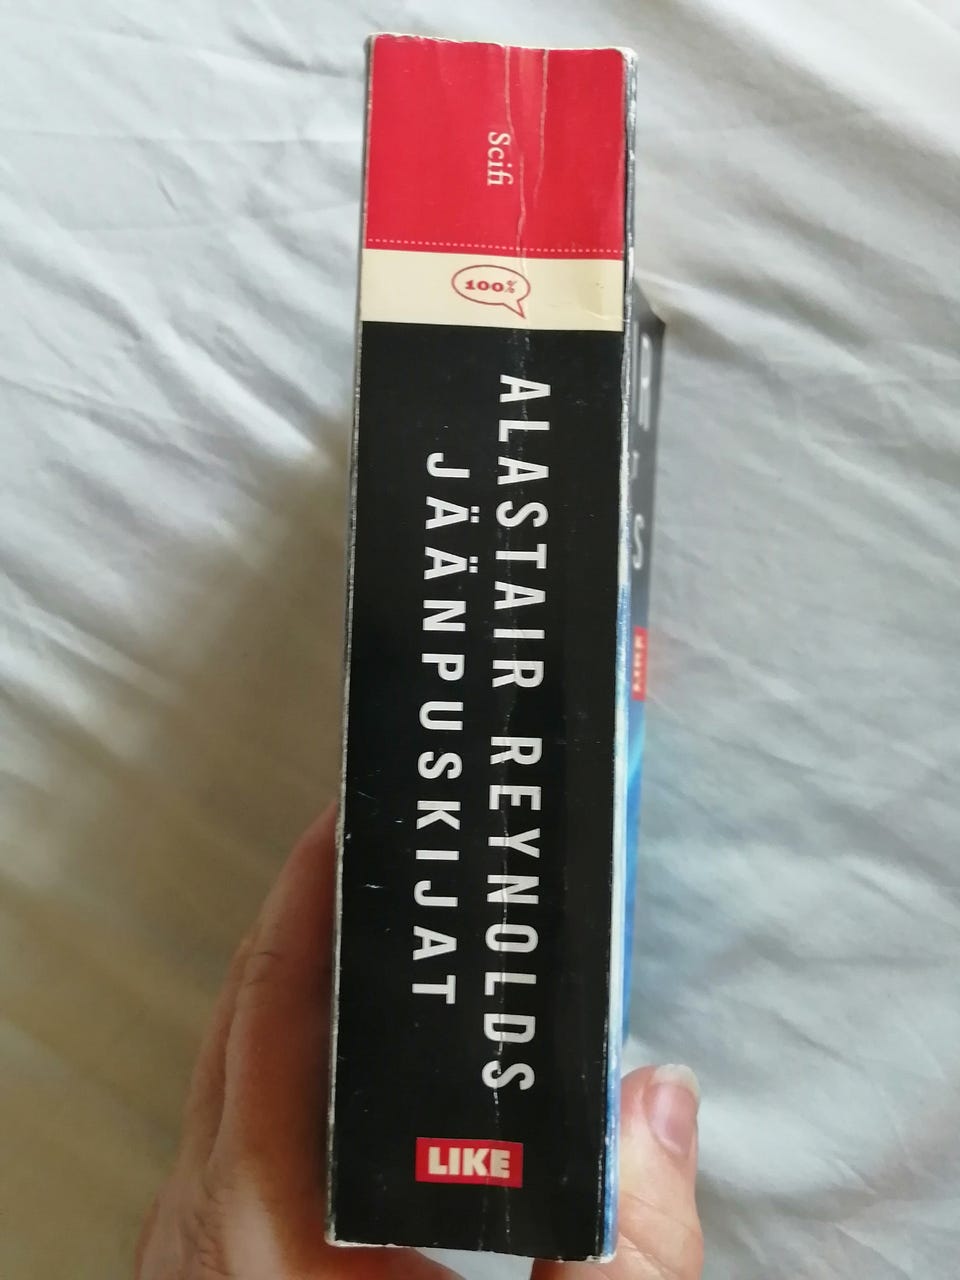 Scifi
100%
ALASTAIR REYNOLDS
JÄÄNPUSKIJAT
LIKE